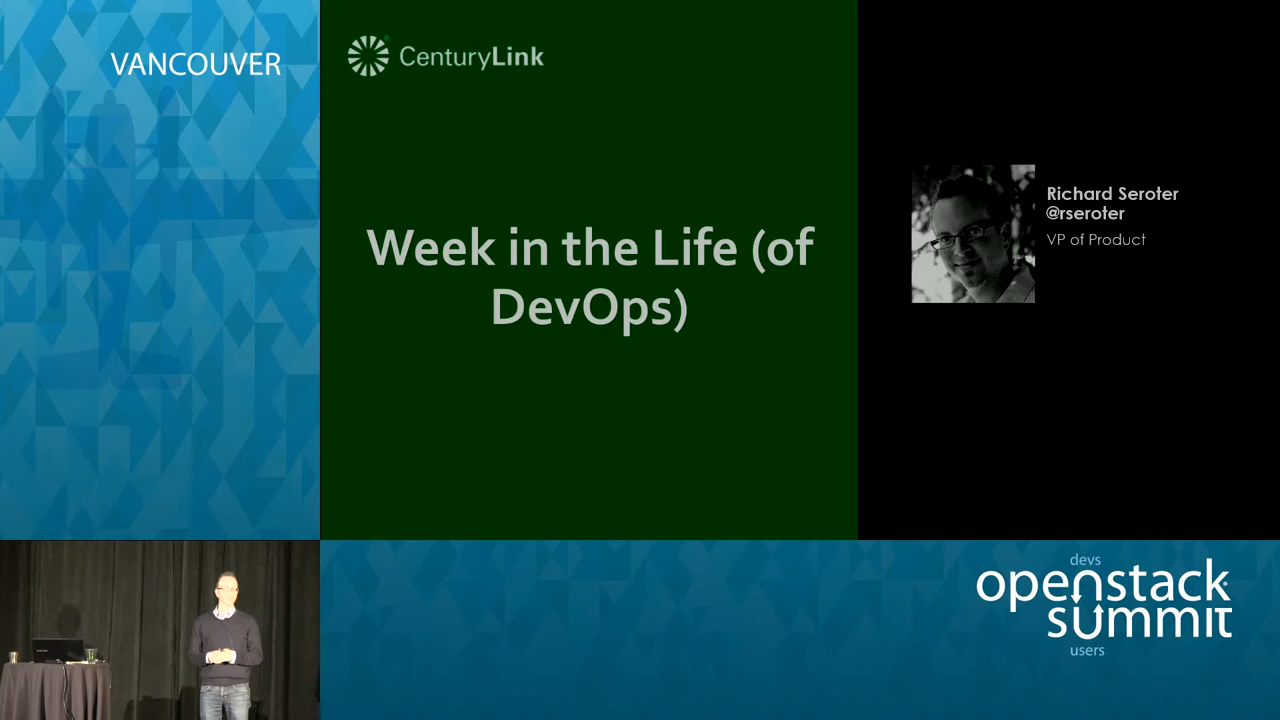 VANCOUVER
CenturyLink
Week in the Life (of
DevOps)
Richard Seroter
@rseroter
VP of Product
devs
openstack
summit
users